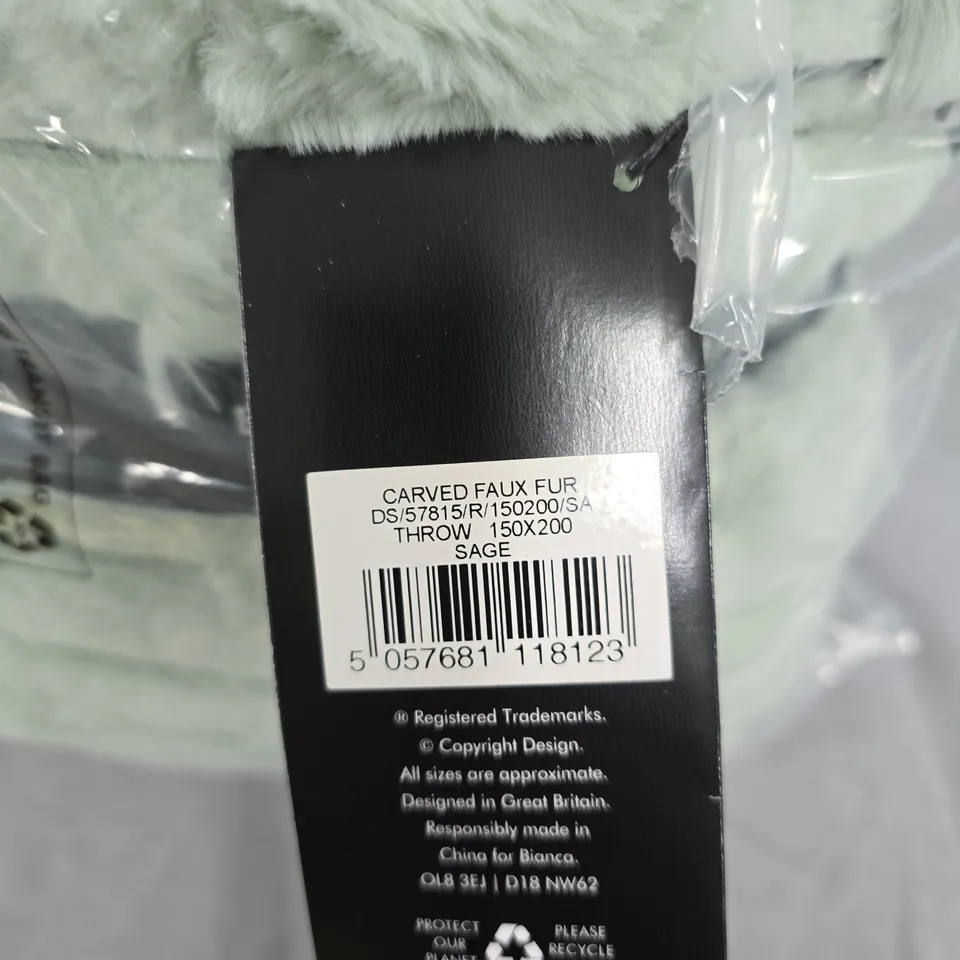 CARVED FAUX FUR
DS/57815/R/150200/SA
THROW 150X200
SAGE
5 057681 118123
® Registered Trademarks.
© Copyright Design.
All sizes are approximate.
Designed in Great Britain.
Responsibly made in
China for Bianca.
OL8 3EJ | D18 NW62
PROTECT
OUR
PLANET
PLEASE
RECYCLE